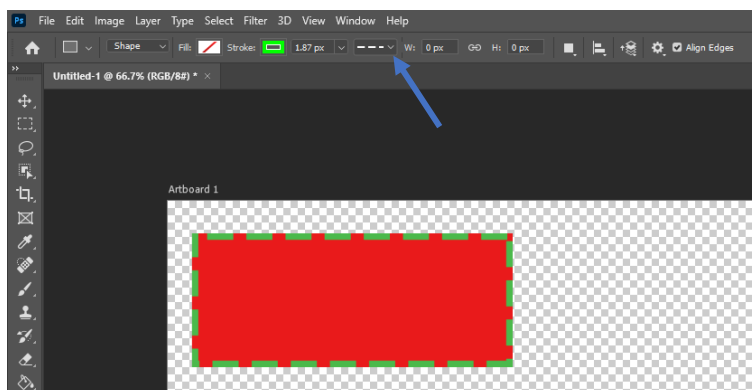 Ps File Edit Image Layer Type Select Filter 3D View Window Help
Shape Fill: Stroke: 1.87 px W: 0 px H: 0 px Align Edges
Untitled-1 @ 66.7% (RGB/8#) * ×
Artboard 1